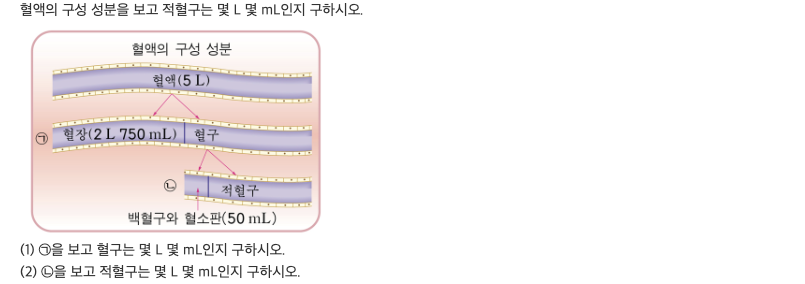 혈액의 구성 성분을 보고 적혈구는 몇 L 몇 mL인지 구하시오.
혈액의 구성 성분
혈액(5 L)
㉠ 혈장(2 L 750 mL) 혈구
㉡ 적혈구
백혈구와 혈소판(50 mL)
(1) ㉠을 보고 혈구는 몇 L 몇 mL인지 구하시오.
(2) ㉡을 보고 적혈구는 몇 L 몇 mL인지 구하시오.